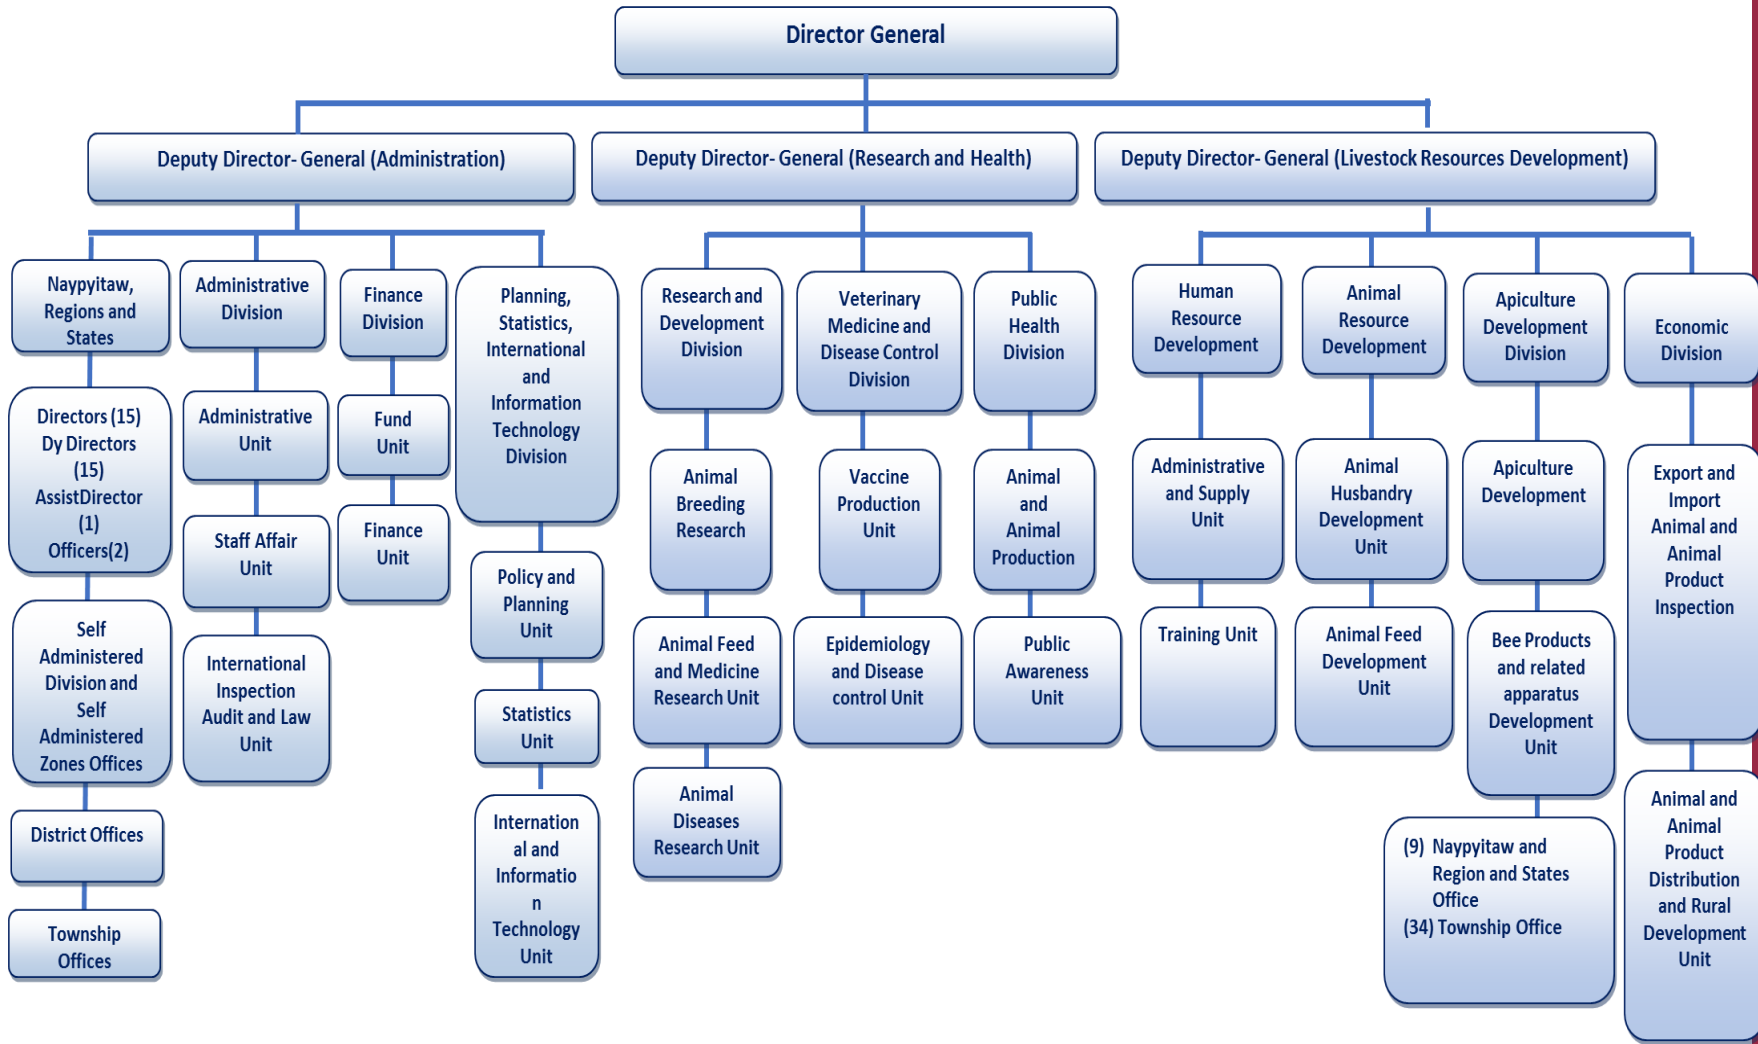 Director General
Deputy Director- General (Administration)
Deputy Director- General (Research and Health)
Deputy Director- General (Livestock Resources Development)
Naypyitaw,
Regions and
States
Directors (15)
Dy Directors
(15)
AssistDirector
(1)
Officers(2)
Self
Administered
Division and
Self
Administered
Zones Offices
District Offices
Township
Offices
Administrative
Division
Administrative
Unit
Staff Affair
Unit
International
Inspection
Audit and Law
Unit
Finance
Division
Fund
Unit
Finance
Unit
Planning,
Statistics,
International
and
Information
Technology
Division
Policy and
Planning
Unit
Statistics
Unit
Internation
al and
Informatio
n
Technology
Unit
Research and
Development
Division
Animal
Breeding
Research
Animal Feed
and Medicine
Research Unit
Animal
Diseases
Research Unit
Veterinary
Medicine and
Disease Control
Division
Vaccine
Production
Unit
Epidemiology
and Disease
control Unit
Public
Health
Division
Animal
and
Animal
Production
Public
Awareness
Unit
Human
Resource
Development
Administrative
and Supply
Unit
Training Unit
Animal
Resource
Development
Animal
Husbandry
Development
Unit
Animal Feed
Development
Unit
Apiculture
Development
Division
Apiculture
Development
Bee Products
and related
apparatus
Development
Unit
(9) Naypyitaw and
Region and States
Office
(34) Township Office
Economic
Division
Export and
Import
Animal and
Animal
Product
Inspection
Animal and
Animal
Product
Distribution
and Rural
Development
Unit